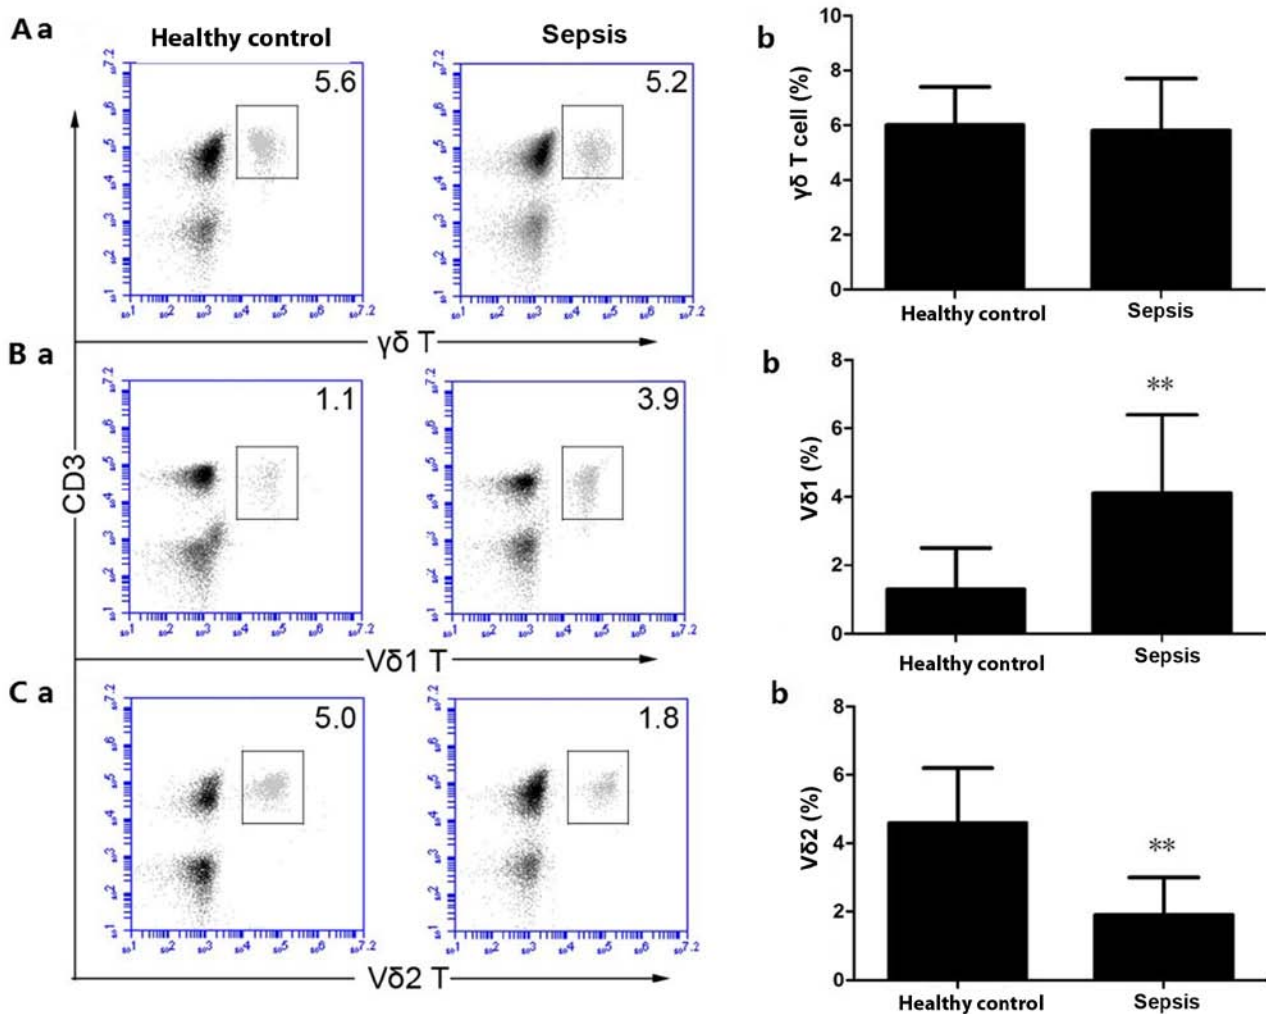 A a
Healthy control
Sepsis
5.6
5.2
γδ T
b
γδ T cell (%)
10
8
6
4
2
0
Healthy control
Sepsis
B a
1.1
3.9
CD3
Vδ1 T
b
Vδ1 (%)
8
6
4
2
0
**
Healthy control
Sepsis
C a
5.0
1.8
Vδ2 T
b
Vδ2 (%)
8
6
4
2
0
**
Healthy control
Sepsis